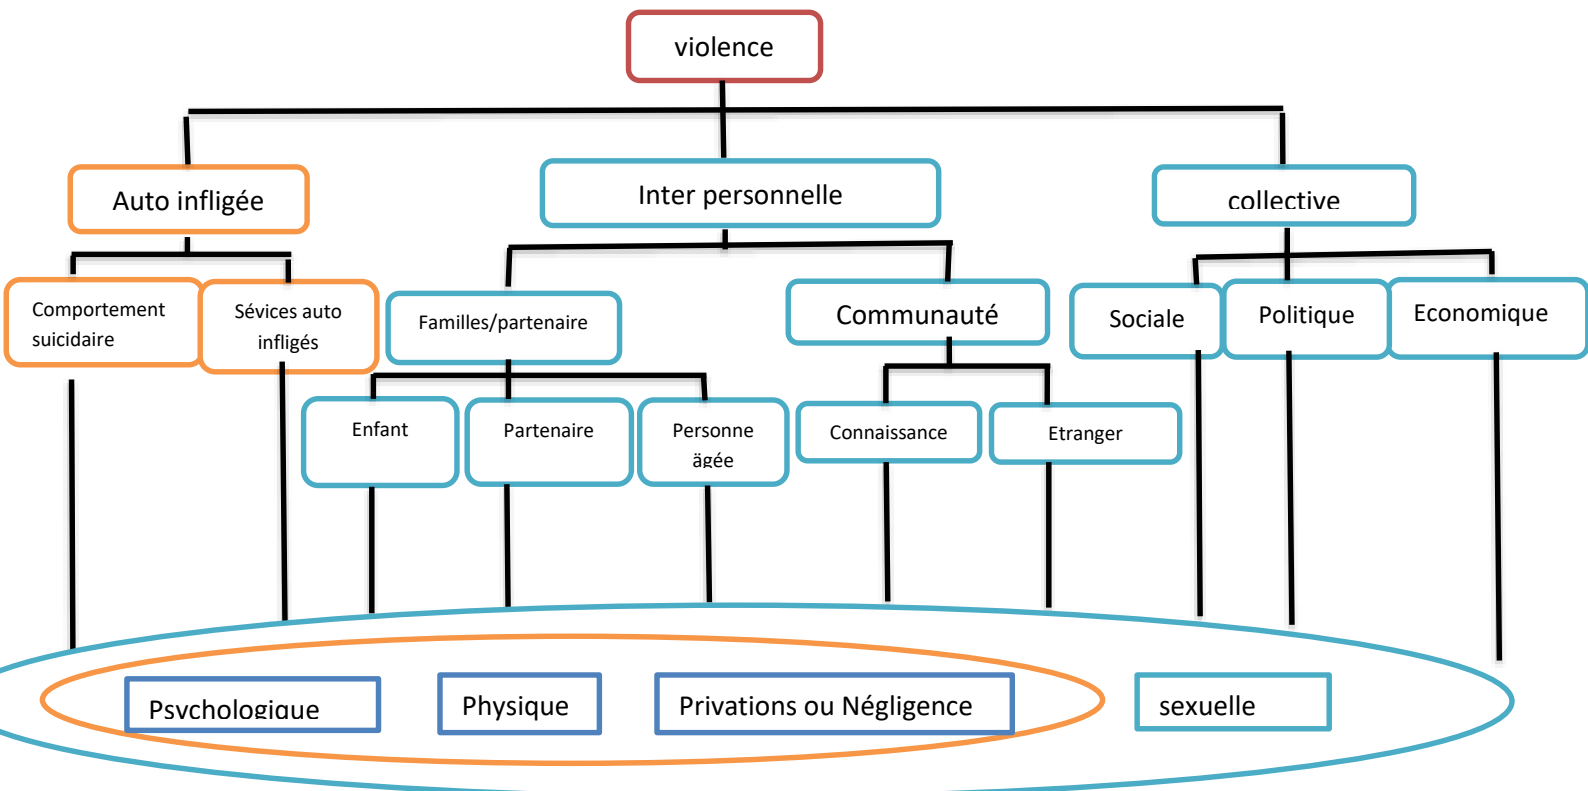 violence
Auto infligée
Inter personnelle
collective
Comportement
suicidaire
Sévices auto
infligés
Familles/partenaire
Communauté
Sociale
Politique
Economique
Enfant
Partenaire
Personne
ägée
Connaissance
Etranger
Psychologique
Physique
Privations ou Négligence
sexuelle